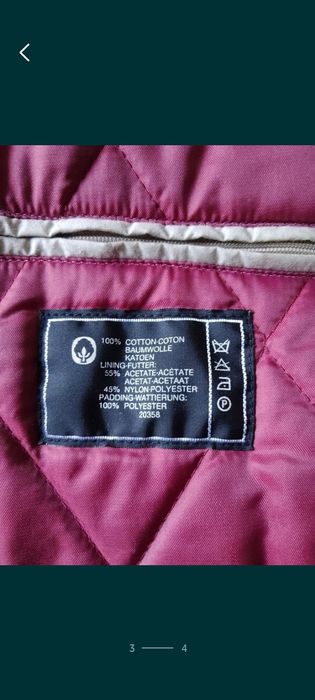 100% COTTON-COTON
BAUMWOLLE
KATOEN
LINING-FUTTER:
55% ACETATE-ACÉTATE
ACETAT-ACETAAT
45% NYLON-POLYESTER
PADDING-WATTIERUNG:
100% POLYESTER
20358
P
3
4